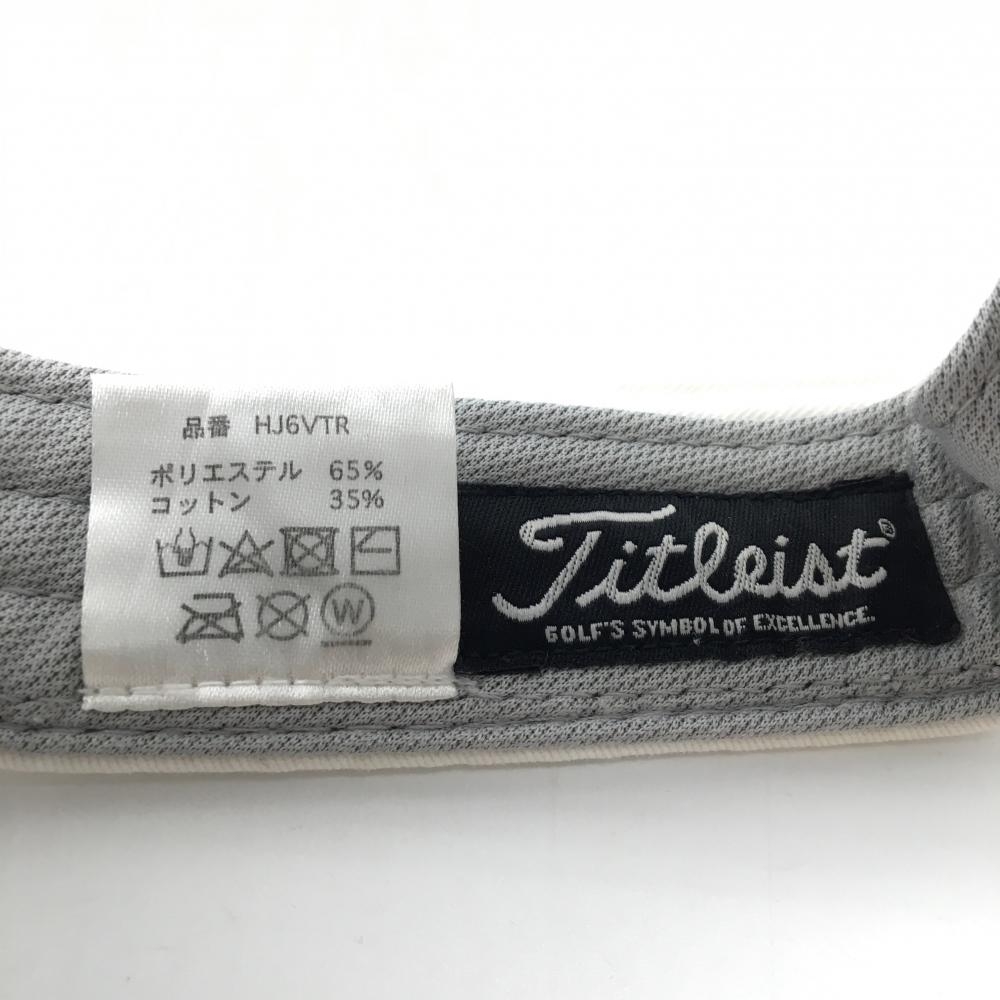 品番 HJ6VTR
ポリエステル 65%
コットン 35%
W
Titleist®
GOLF'S SYMBOL OF EXCELLENCE.